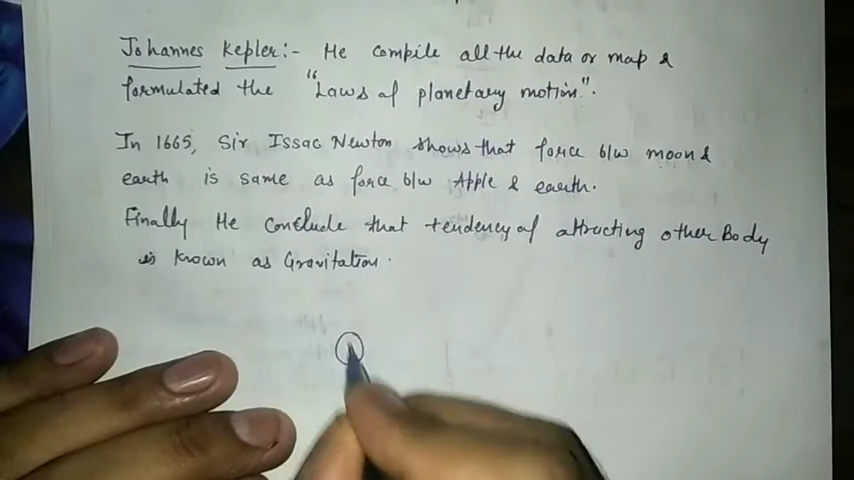 Johannes Kepler:- He compile all the data or map &
formulated the "Laws of planetary motion".
In 1665, Sir Issac Newton shows that force b/w moon &
earth is same as force b/w Apple & earth.
Finally He conclude that tendency of attracting other Body
is known as Gravitation.